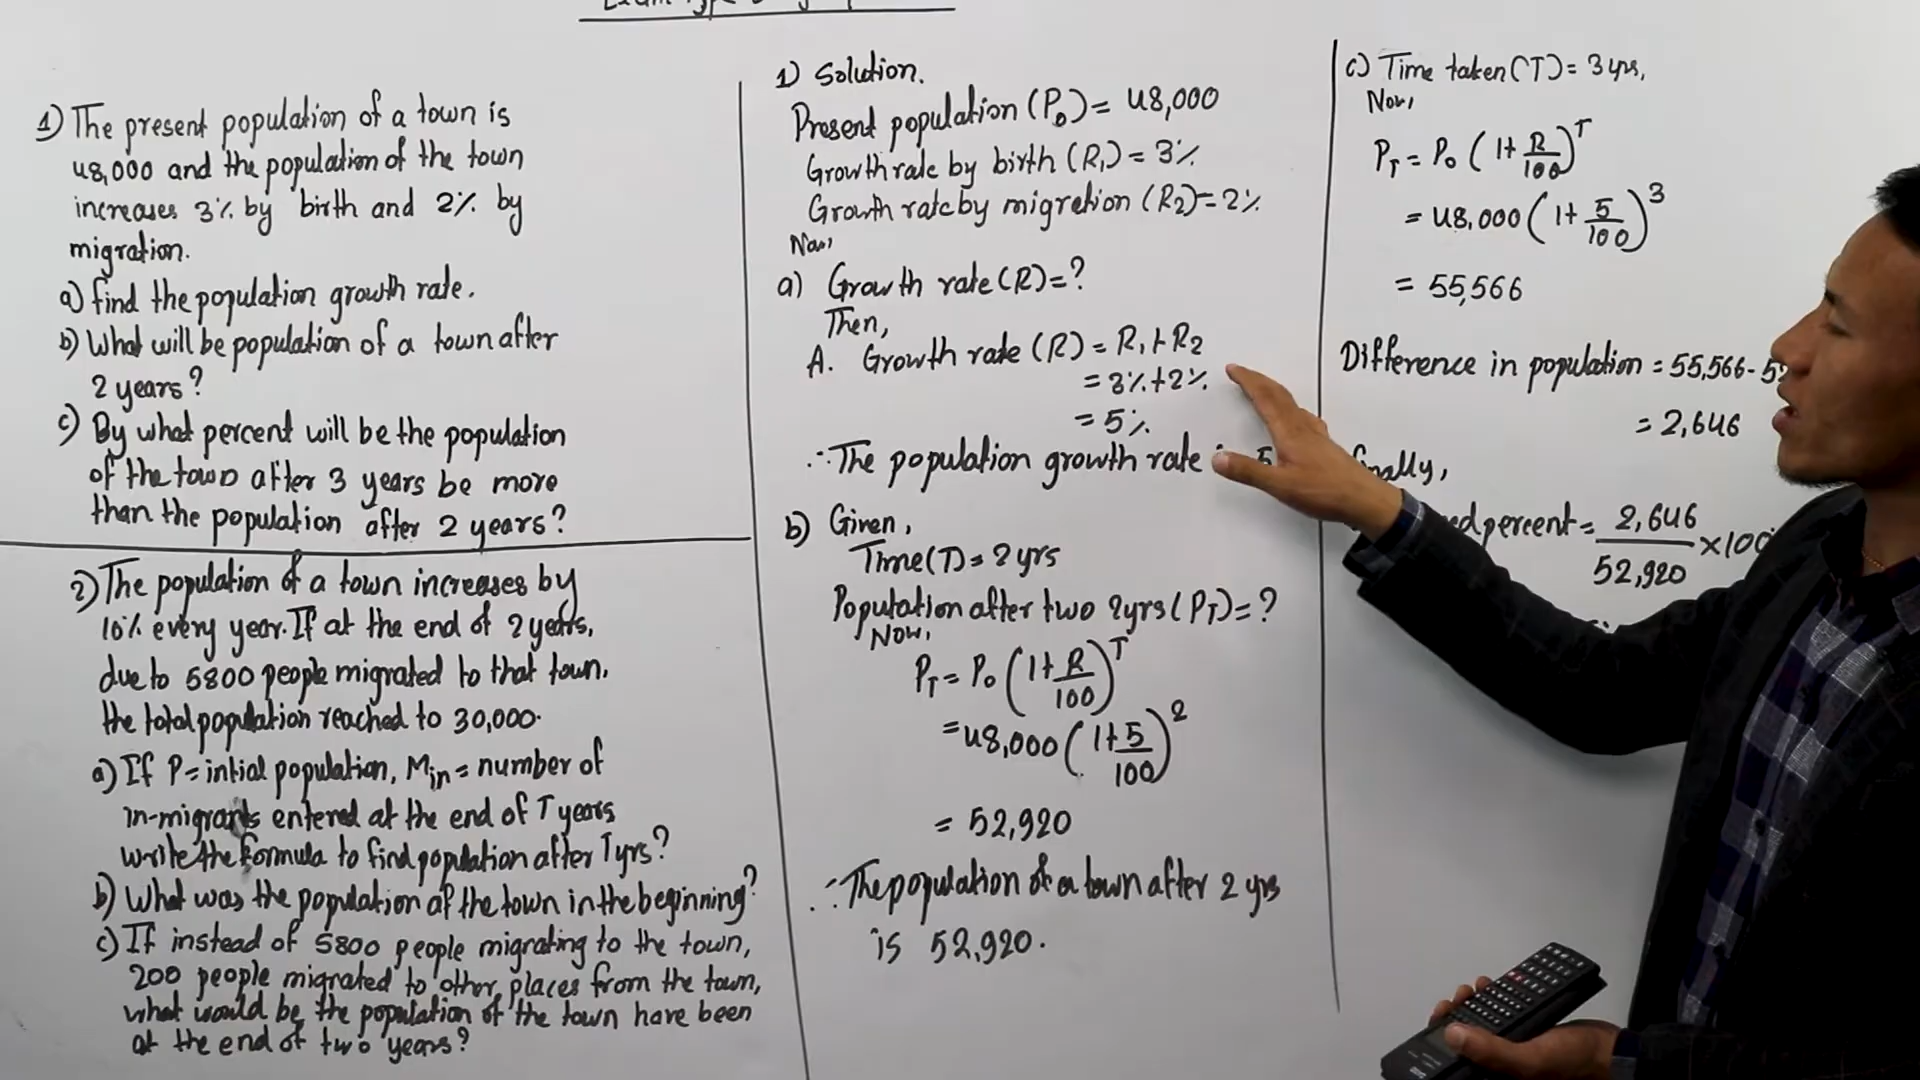 1) The present population of a town is
48,000 and the population of the town
increases 3% by birth and 2% by
migration.
a) find the population growth rate.
b) What will be population of a town after
2 years?
c) By what percent will be the population
of the town after 3 years be more
than the population after 2 years?
2) The population of a town increases by
10% every year. If at the end of 2 years,
due to 5800 people migrated to that town,
the total population reached to 30,000.
a) If P = intial population, Min = number of
in-migrants entered at the end of T years
write the formula to find population after T yrs?
b) What was the population of the town in the beginning?
c) If instead of 5800 people migrating to the town,
200 people migrated to other places from the town,
what would be the population of the town have been
at the end of two years?
1) Solution.
Present population (P0) = 48,000
Growth rate by birth (R1) = 3%
Growth rate by migration (R2) = 2%
Now,
a) Growth rate (R) = ?
Then,
A. Growth rate (R) = R1 + R2
= 3% + 2%
= 5%
∴ The population growth rate 5
b) Given,
Time (T) = 2 yrs
Population after two 2yrs (PT) = ?
Now,
PT = P0 (1 + R/100)^T
= 48,000 (1 + 5/100)^2
= 52,920
∴ The population of a town after 2 yrs
is 52,920.
c) Time taken (T) = 3 yrs,
Now,
PT = P0 (1 + R/100)^T
= 48,000 (1 + 5/100)^3
= 55,566
Difference in population = 55,566 - 5
= 2,646
percent = 2,646/52,920 × 100